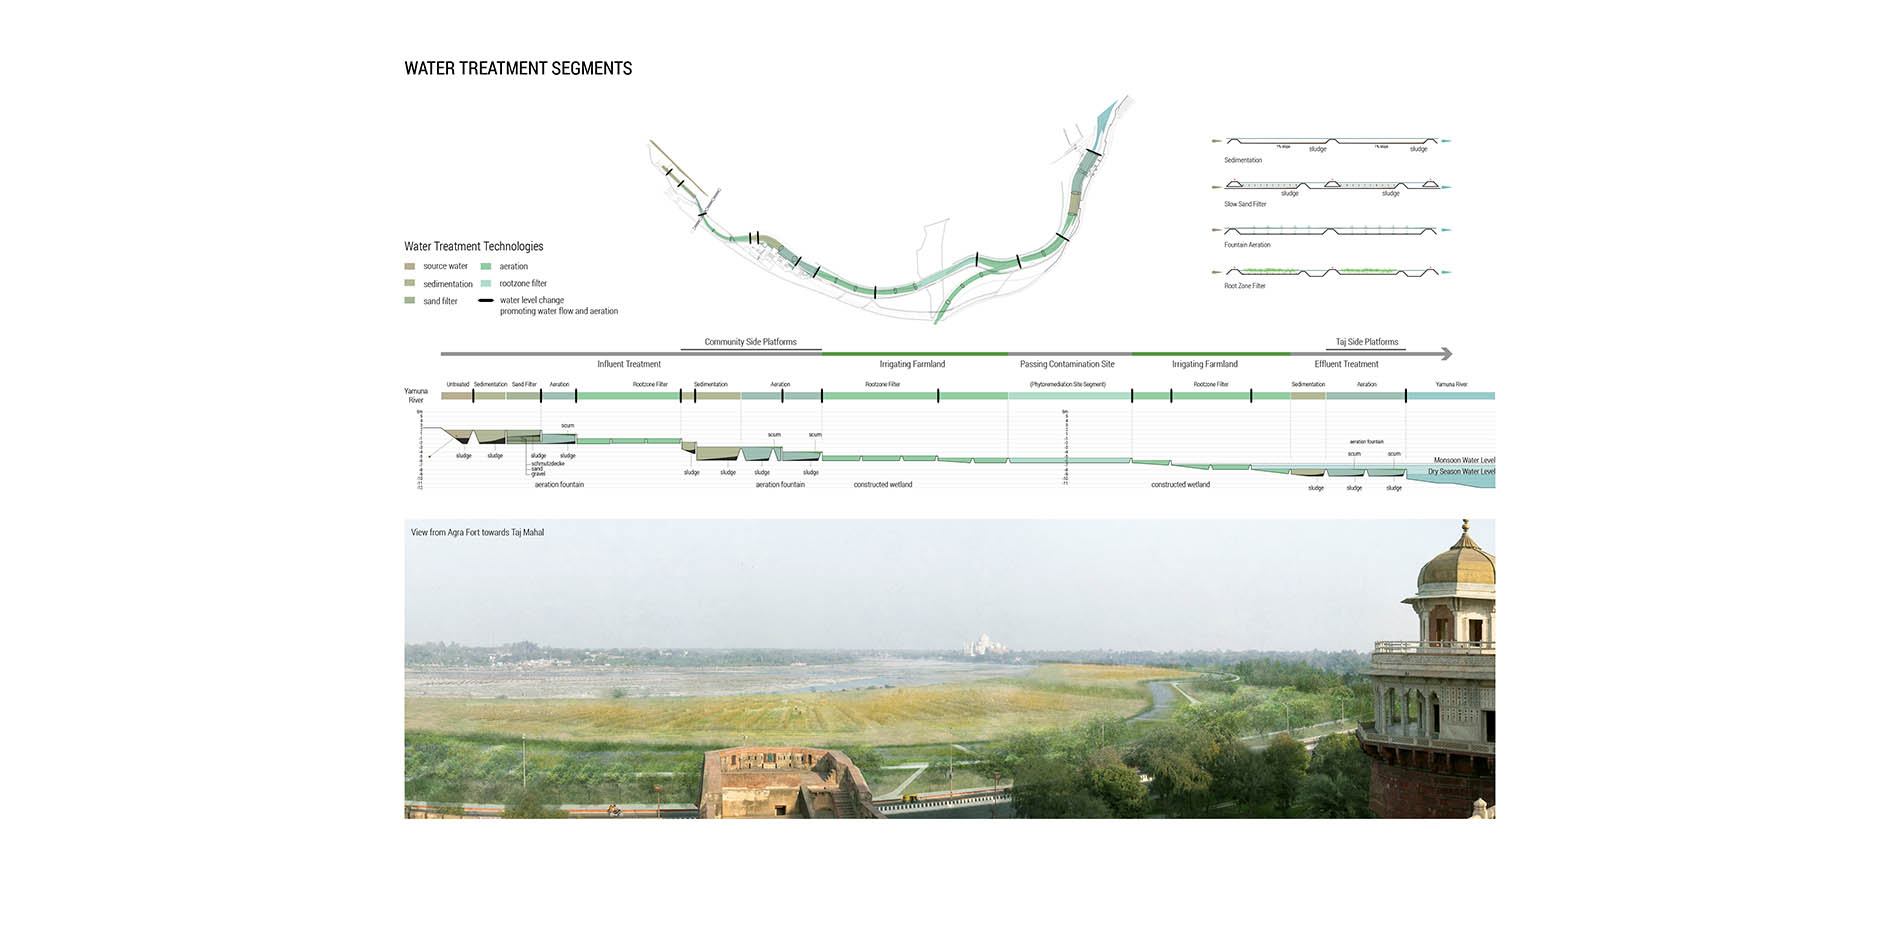 WATER TREATMENT SEGMENTS
1% slope
sludge
1% slope
sludge
Sedimentation
sludge
sludge
Slow Sand Filter
Fountain Aeration
Root Zone Filter
Water Treatment Technologies
source water
aeration
sedimentation
rootzone filter
sand filter
water level change
promoting water flow and aeration
Community Side Platforms
Taj Side Platforms
Influent Treatment
Irrigating Farmland
Passing Contamination Site
Irrigating Farmland
Effluent Treatment
Yamuna
River
Untreated
Sedimentation
Sand Filter
Aeration
Rootzone Filter
Sedimentation
Aeration
Rootzone Filter
(Phytoremediation Site Segment)
Rootzone Filter
Sedimentation
Aeration
Yamuna River
scum
scum
scum
aeration fountain
scum
scum
sludge
sludge
sludge
sludge
schmutzdecke
sand
gravel
sludge
sludge
sludge
sludge
Monsoon Water Level
Dry Season Water Level
aeration fountain
aeration fountain
constructed wetland
constructed wetland
sludge
sludge
sludge
View from Agra Fort towards Taj Mahal